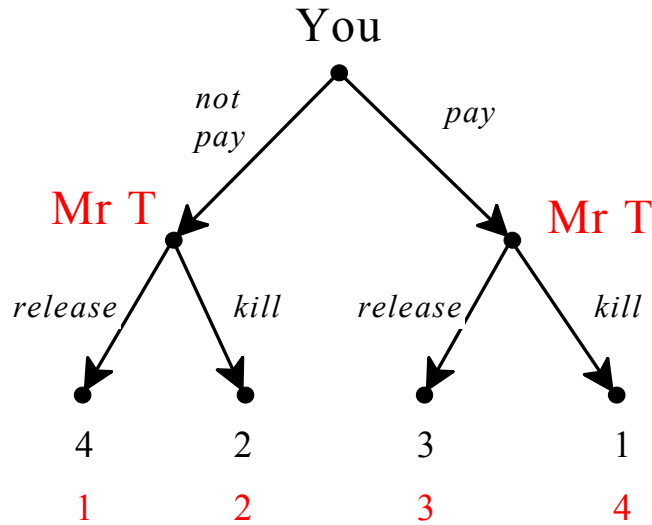 You
not
pay
pay
Mr T
Mr T
release
kill
release
kill
4 2 3 1
1 2 3 4